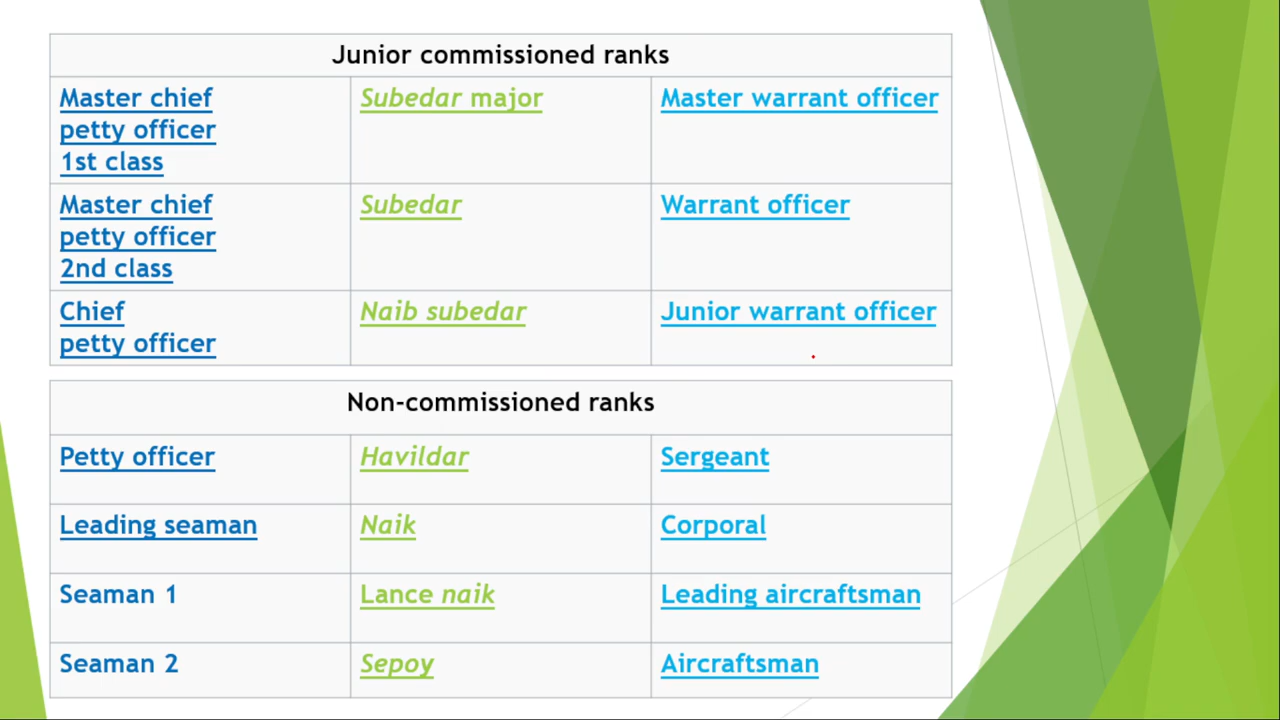 Junior commissioned ranks
Master chief
petty officer
1st class
Subedar major
Master warrant officer
Master chief
petty officer
2nd class
Subedar
Warrant officer
Chief
petty officer
Naib subedar
Junior warrant officer
Non-commissioned ranks
Petty officer
Havildar
Sergeant
Leading seaman
Naik
Corporal
Seaman 1
Lance naik
Leading aircraftsman
Seaman 2
Sepoy
Aircraftsman